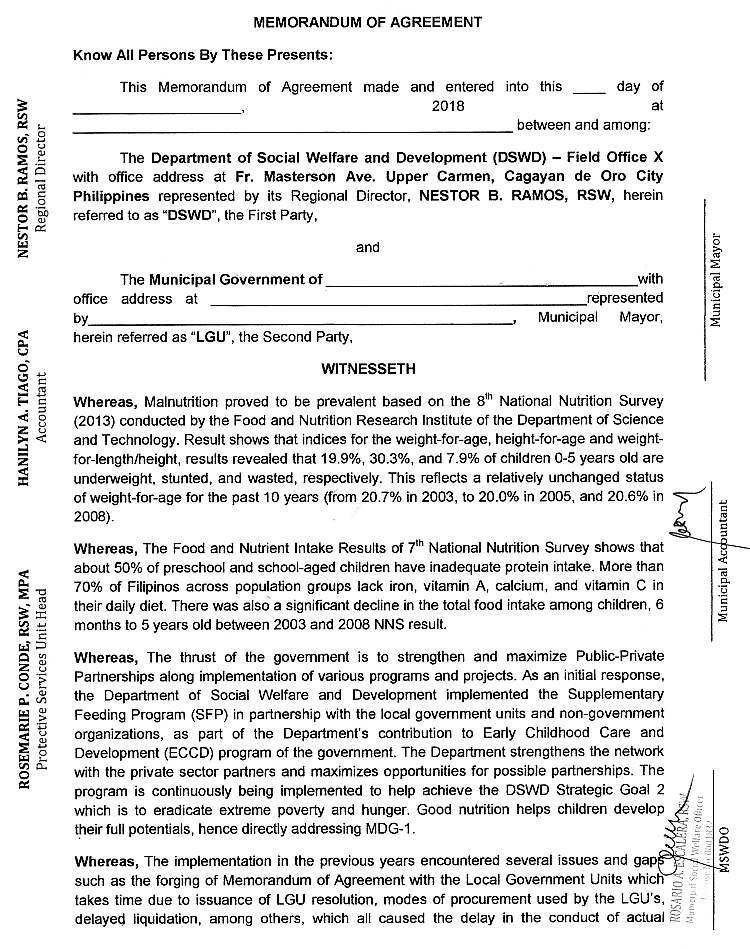 MEMORANDUM OF AGREEMENT
Know All Persons By These Presents:
This Memorandum of Agreement made and entered into this ____ day of
____________________, 2018 at
____________________ between and among:
The Department of Social Welfare and Development (DSWD) – Field Office X
with office address at Fr. Masterson Ave. Upper Carmen, Cagayan de Oro City
Philippines represented by its Regional Director, NESTOR B. RAMOS, RSW, herein
referred to as “DSWD”, the First Party,
and
The Municipal Government of ____________________with
office address at ____________________represented
by____________________, Municipal Mayor,
herein referred as “LGU”, the Second Party,
WITNESSETH
Whereas, Malnutrition proved to be prevalent based on the 8th National Nutrition Survey
(2013) conducted by the Food and Nutrition Research Institute of the Department of Science
and Technology. Result shows that indices for the weight-for-age, height-for-age and weight-
for-length/height, results revealed that 19.9%, 30.3%, and 7.9% of children 0-5 years old are
underweight, stunted, and wasted, respectively. This reflects a relatively unchanged status
of weight-for-age for the past 10 years (from 20.7% in 2003, to 20.0% in 2005, and 20.6% in
2008).
Whereas, The Food and Nutrient Intake Results of 7th National Nutrition Survey shows that
about 50% of preschool and school-aged children have inadequate protein intake. More than
70% of Filipinos across population groups lack iron, vitamin A, calcium, and vitamin C in
their daily diet. There was also a significant decline in the total food intake among children, 6
months to 5 years old between 2003 and 2008 NNS result.
Whereas, The thrust of the government is to strengthen and maximize Public-Private
Partnerships along implementation of various programs and projects. As an initial response,
the Department of Social Welfare and Development implemented the Supplementary
Feeding Program (SFP) in partnership with the local government units and non-government
organizations, as part of the Department’s contribution to Early Childhood Care and
Development (ECCD) program of the government. The Department strengthens the network
with the private sector partners and maximizes opportunities for possible partnerships. The
program is continuously being implemented to help achieve the DSWD Strategic Goal 2
which is to eradicate extreme poverty and hunger. Good nutrition helps children develop
their full potentials, hence directly addressing MDG-1.
Whereas, The implementation in the previous years encountered several issues and gaps
such as the forging of Memorandum of Agreement with the Local Government Units which
takes time due to issuance of LGU resolution, modes of procurement used by the LGU’s,
delayed liquidation, among others, which all caused the delay in the conduct of actual
NESTOR B. RAMOS, RSW
Regional Director
HANILYN A. TIAGO, CPA
Accountant
ROSEMARIE P. CONDE, RSW, MPA
Protective Services Unit Head
Municipal Mayor
Municipal Accountant
MSWDO
ROSARIO A. ESCALERA, RSW
Municipal Social Welfare Officer